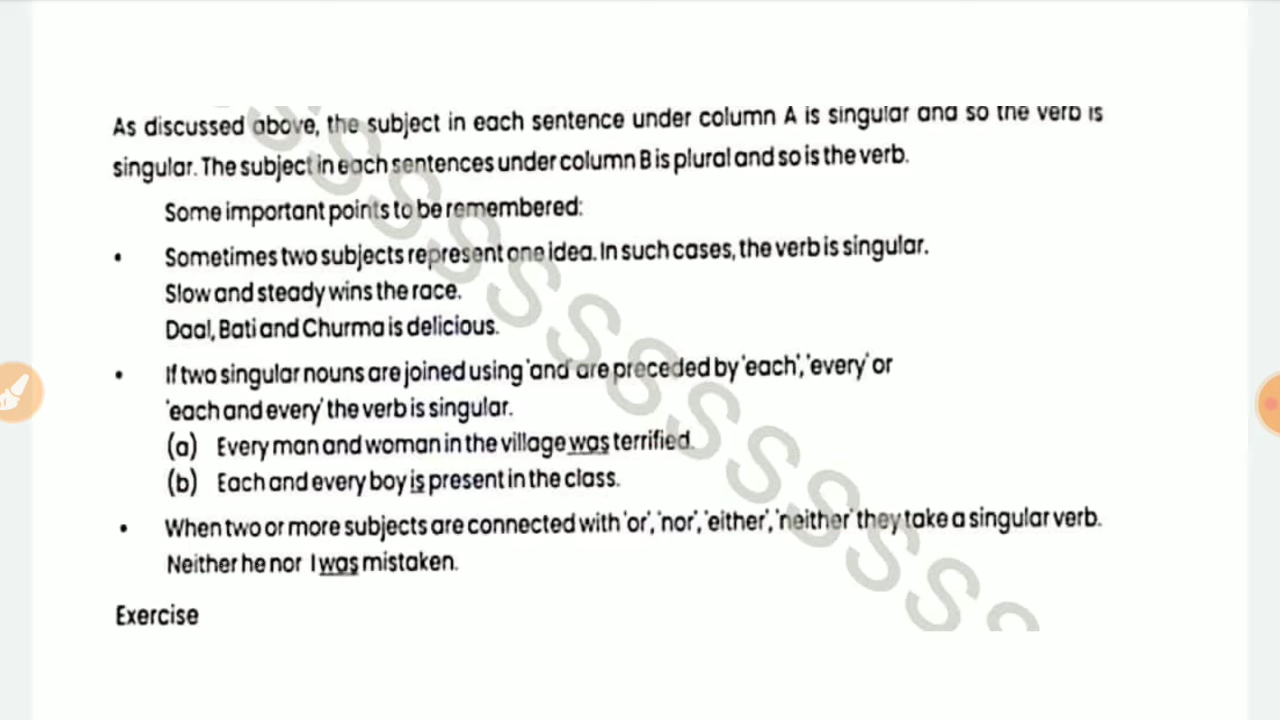 As discussed above, the subject in each sentence under column A is singular and so the verb is
singular. The subject in each sentences under column B is plural and so is the verb.
Some important points to be remembered:
• Sometimes two subjects represent one idea. In such cases, the verb is singular.
Slow and steady wins the race.
Daal, Bati and Churma is delicious.
• If two singular nouns are joined using 'and' are preceded by 'each', 'every' or
'each and every' the verb is singular.
(a) Every man and woman in the village was terrified.
(b) Each and every boy is present in the class.
• When two or more subjects are connected with 'or', 'nor', 'either', 'neither' they take a singular verb.
Neither he nor I was mistaken.
Exercise
SSSSSSSSSSS